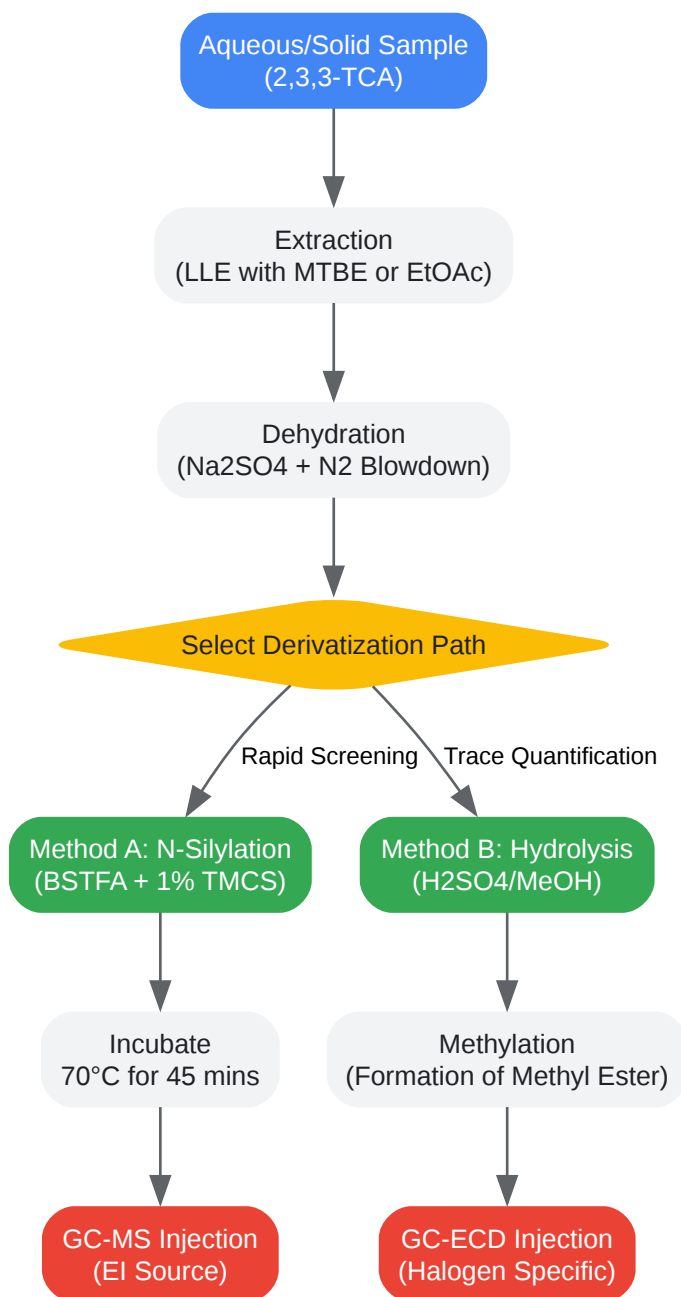 Aqueous/Solid Sample
(2,3,3-TCA)
Extraction
(LLE with MTBE or EtOAc)
Dehydration
(Na2SO4 + N2 Blowdown)
Select Derivatization Path
Rapid Screening
Trace Quantification
Method A: N-Silylation
(BSTFA + 1% TMCS)
Method B: Hydrolysis
(H2SO4/MeOH)
Incubate
70°C for 45 mins
Methylation
(Formation of Methyl Ester)
GC-MS Injection
(EI Source)
GC-ECD Injection
(Halogen Specific)